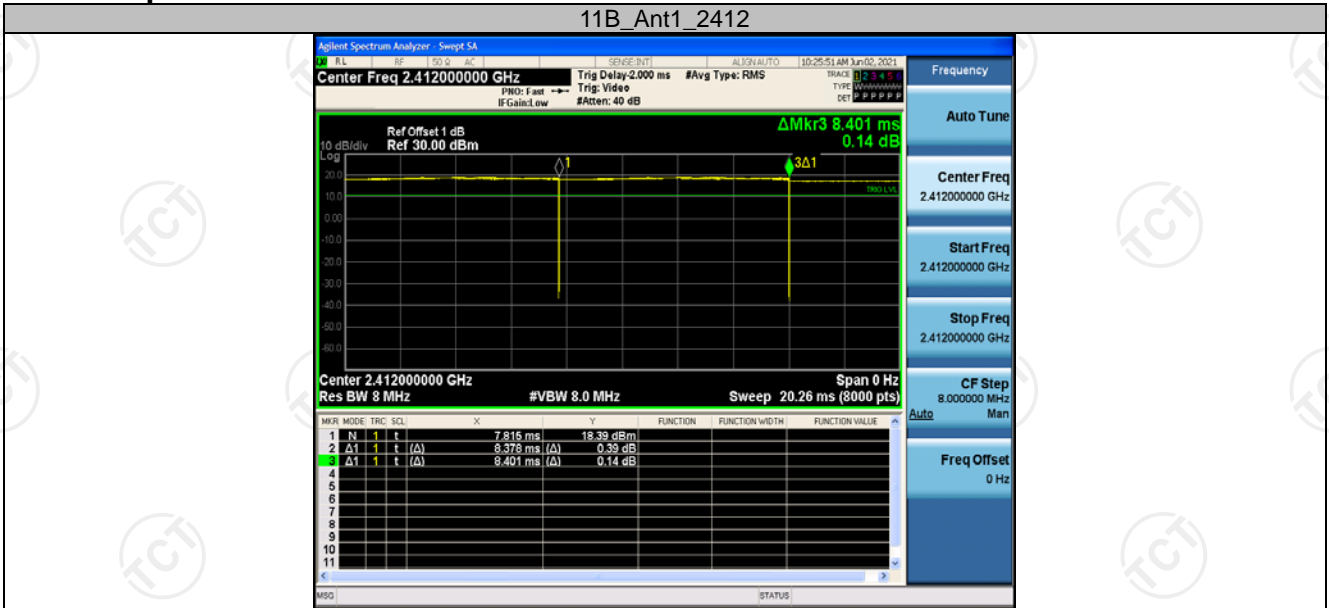 11B_Ant1_2412
Agilent Spectrum Analyzer - Swept SA
RL RF 50 Ω AC SENSE:INT ALIGNAUTO 10:25:51 AM Jun 02, 2021
Center Freq 2.412000000 GHz Trig Delay-2.000 ms #Avg Type: RMS TRACE 1 2 3 4 5 6
PNO: Fast Trig: Video TYPE
IFGain:Low #Atten: 40 dB DET P P P P P P
ΔMkr3 8.401 ms
0.14 dB
Ref Offset 1 dB
10 dB/div Ref 30.00 dBm
Log
1
3Δ1
20.0
TRIG LVL
10.0
0.00
-10.0
-20.0
-30.0
-40.0
-50.0
-60.0
Center 2.412000000 GHz Span 0 Hz
Res BW 8 MHz #VBW 8.0 MHz Sweep 20.26 ms (8000 pts)
MKR MODE TRC SCL X Y FUNCTION FUNCTION WIDTH FUNCTION VALUE
1 N 1 t 7.815 ms 18.39 dBm
2 Δ1 1 t (Δ) 8.378 ms (Δ) 0.39 dB
3 Δ1 1 t (Δ) 8.401 ms (Δ) 0.14 dB
4
5
6
7
8
9
10
11
MSG STATUS
Frequency
Auto Tune
Center Freq
2.412000000 GHz
Start Freq
2.412000000 GHz
Stop Freq
2.412000000 GHz
CF Step
8.000000 MHz
Auto Man
Freq Offset
0 Hz
TCT
TCT
TCT
TCT